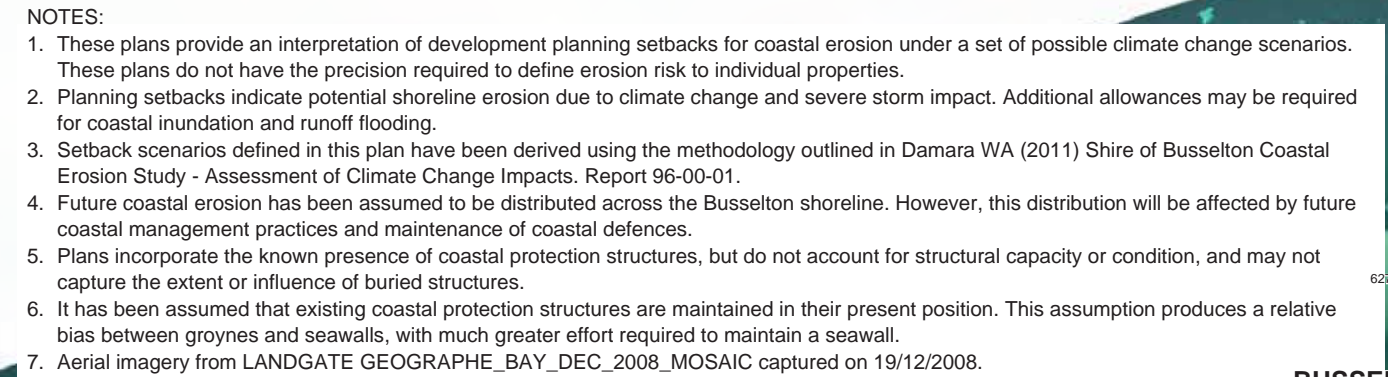 NOTES:
1. These plans provide an interpretation of development planning setbacks for coastal erosion under a set of possible climate change scenarios.
These plans do not have the precision required to define erosion risk to individual properties.
2. Planning setbacks indicate potential shoreline erosion due to climate change and severe storm impact. Additional allowances may be required
for coastal inundation and runoff flooding.
3. Setback scenarios defined in this plan have been derived using the methodology outlined in Damara WA (2011) Shire of Busselton Coastal
Erosion Study - Assessment of Climate Change Impacts. Report 96-00-01.
4. Future coastal erosion has been assumed to be distributed across the Busselton shoreline. However, this distribution will be affected by future
coastal management practices and maintenance of coastal defences.
5. Plans incorporate the known presence of coastal protection structures, but do not account for structural capacity or condition, and may not
capture the extent or influence of buried structures.
6. It has been assumed that existing coastal protection structures are maintained in their present position. This assumption produces a relative
bias between groynes and seawalls, with much greater effort required to maintain a seawall.
7. Aerial imagery from LANDGATE GEOGRAPHE_BAY_DEC_2008_MOSAIC captured on 19/12/2008.